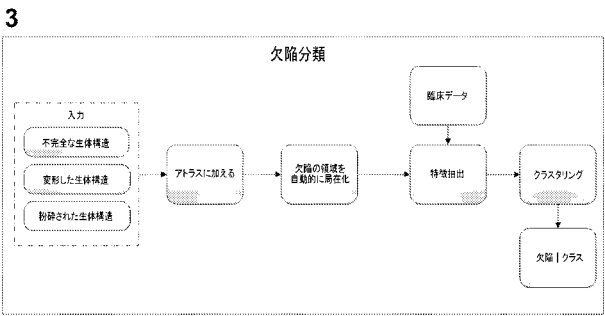 3
欠陥分類
入力
不完全な生体構造
変形した生体構造
粉砕された生体構造
アトラスに加える
欠陥の領域を
自動的に局在化
臨床データ
特徴抽出
クラスタリング
欠陥 | クラス